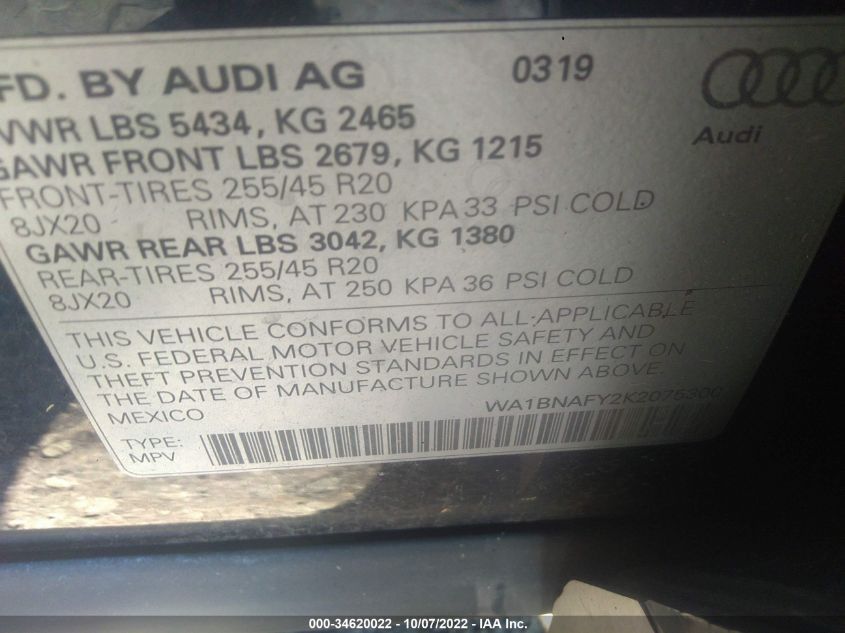 FD. BY AUDI AG 0319
VWR LBS 5434, KG 2465
GAWR FRONT LBS 2679, KG 1215
FRONT-TIRES 255/45 R20
8JX20 RIMS, AT 230 KPA 33 PSI COLD
GAWR REAR LBS 3042, KG 1380
REAR-TIRES 255/45 R20
8JX20 RIMS, AT 250 KPA 36 PSI COLD
Audi
THIS VEHICLE CONFORMS TO ALL APPLICABLE
U.S. FEDERAL MOTOR VEHICLE SAFETY AND
THEFT PREVENTION STANDARDS IN EFFECT ON
THE DATE OF MANUFACTURE SHOWN ABOVE.
MEXICO WA1BNAFY2K2075300
TYPE:
MPV
000-34620022 - 10/07/2022 - IAA Inc.